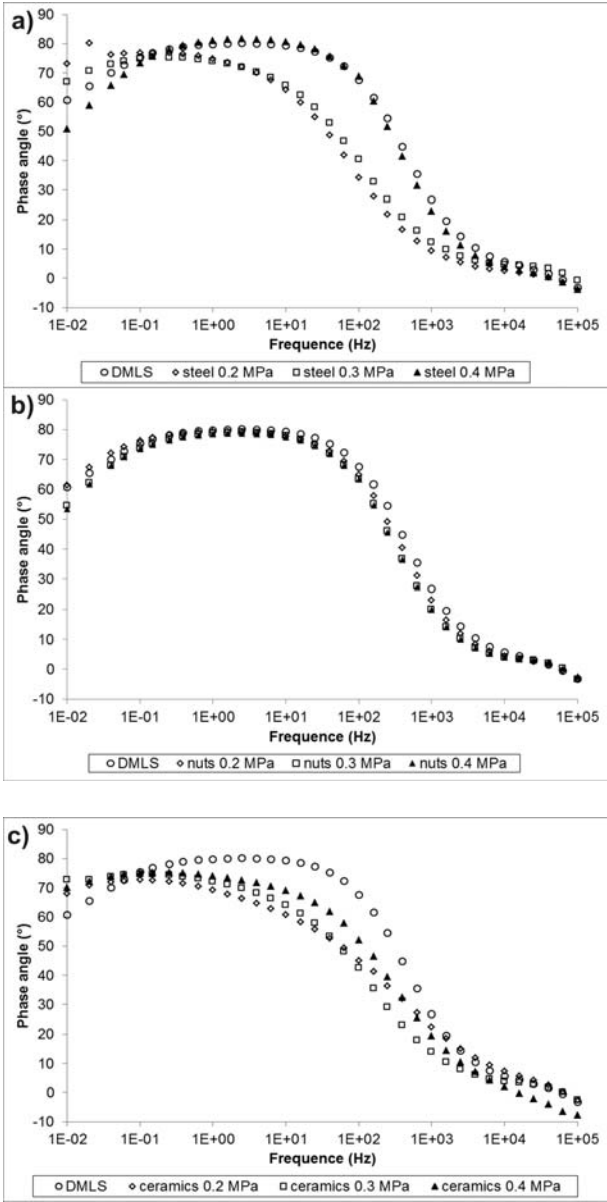 a)
90
80
70
60
50
40
30
20
10
0
-10
Phase angle (°)
1E-02 1E-01 1E+00 1E+01 1E+02 1E+03 1E+04 1E+05
Frequence (Hz)
DMLS steel 0.2 MPa steel 0.3 MPa steel 0.4 MPa
b)
90
80
70
60
50
40
30
20
10
0
-10
Phase angle (°)
1E-02 1E-01 1E+00 1E+01 1E+02 1E+03 1E+04 1E+05
Frequence (Hz)
DMLS nuts 0.2 MPa nuts 0.3 MPa nuts 0.4 MPa
c)
90
80
70
60
50
40
30
20
10
0
-10
Phase angle (°)
1E-02 1E-01 1E+00 1E+01 1E+02 1E+03 1E+04 1E+05
Frequence (Hz)
DMLS ceramics 0.2 MPa ceramics 0.3 MPa ceramics 0.4 MPa